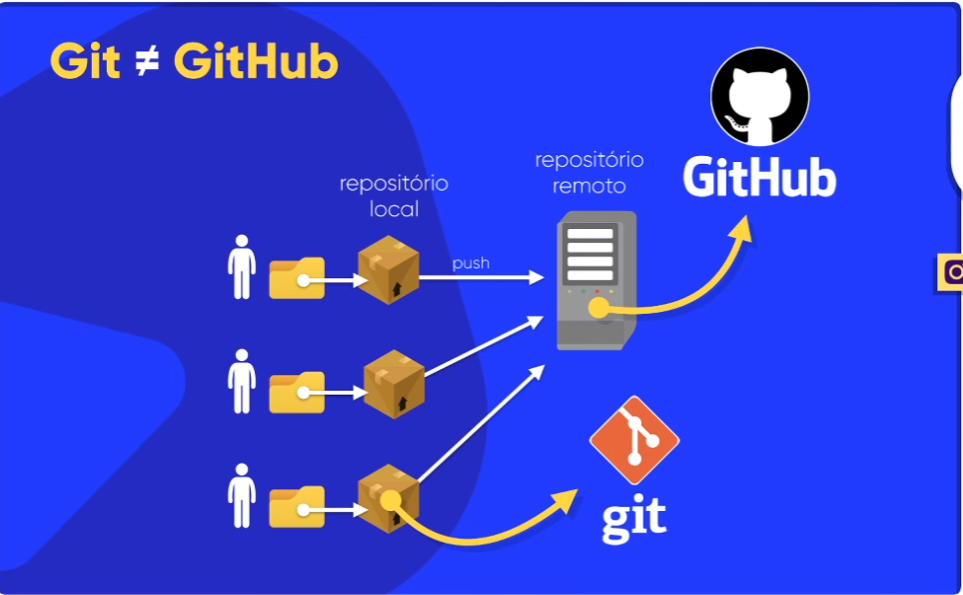 Git ≠ GitHub
GitHub
repositório
remoto
repositório
local
push
git